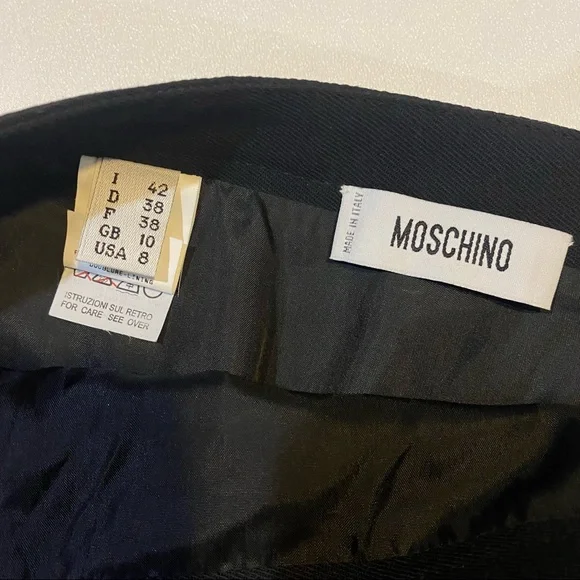 I 42
D 38
F 38
GB 10
USA 8
ISTRUZIONI SUL RETRO
FOR CARE SEE OVER
MADE IN ITALY
MOSCHINO